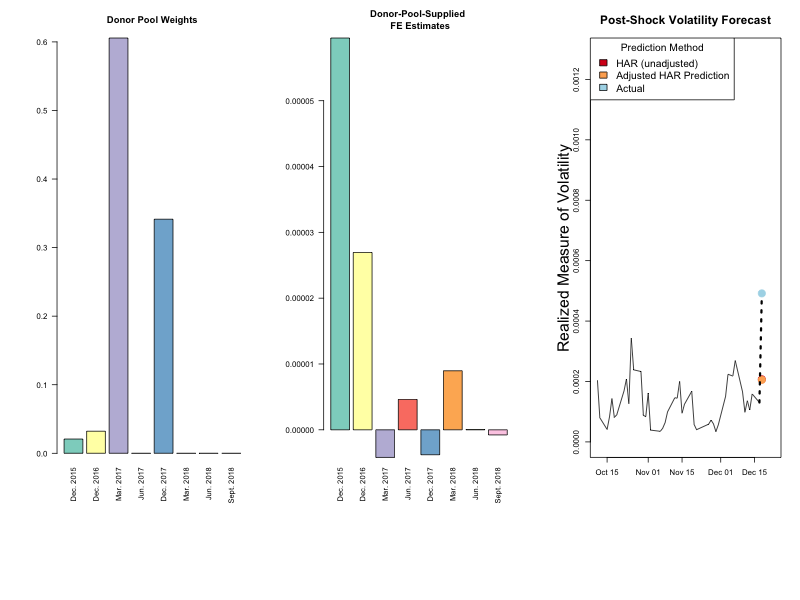 Donor Pool Weights
0.6
0.5
0.4
0.3
0.2
0.1
0.0
Dec. 2015
Dec. 2016
Mar. 2017
Jun. 2017
Dec. 2017
Mar. 2018
Jun. 2018
Sept. 2018
Donor-Pool-Supplied
FE Estimates
0.00005
0.00004
0.00003
0.00002
0.00001
0.00000
Dec. 2015
Dec. 2016
Mar. 2017
Jun. 2017
Dec. 2017
Mar. 2018
Jun. 2018
Sept. 2018
Post-Shock Volatility Forecast
Prediction Method
HAR (unadjusted)
Adjusted HAR Prediction
Actual
Realized Measure of Volatility
0.0012
0.0010
0.0008
0.0006
0.0004
0.0002
0.0000
Oct 15
Nov 01
Nov 15
Dec 01
Dec 15